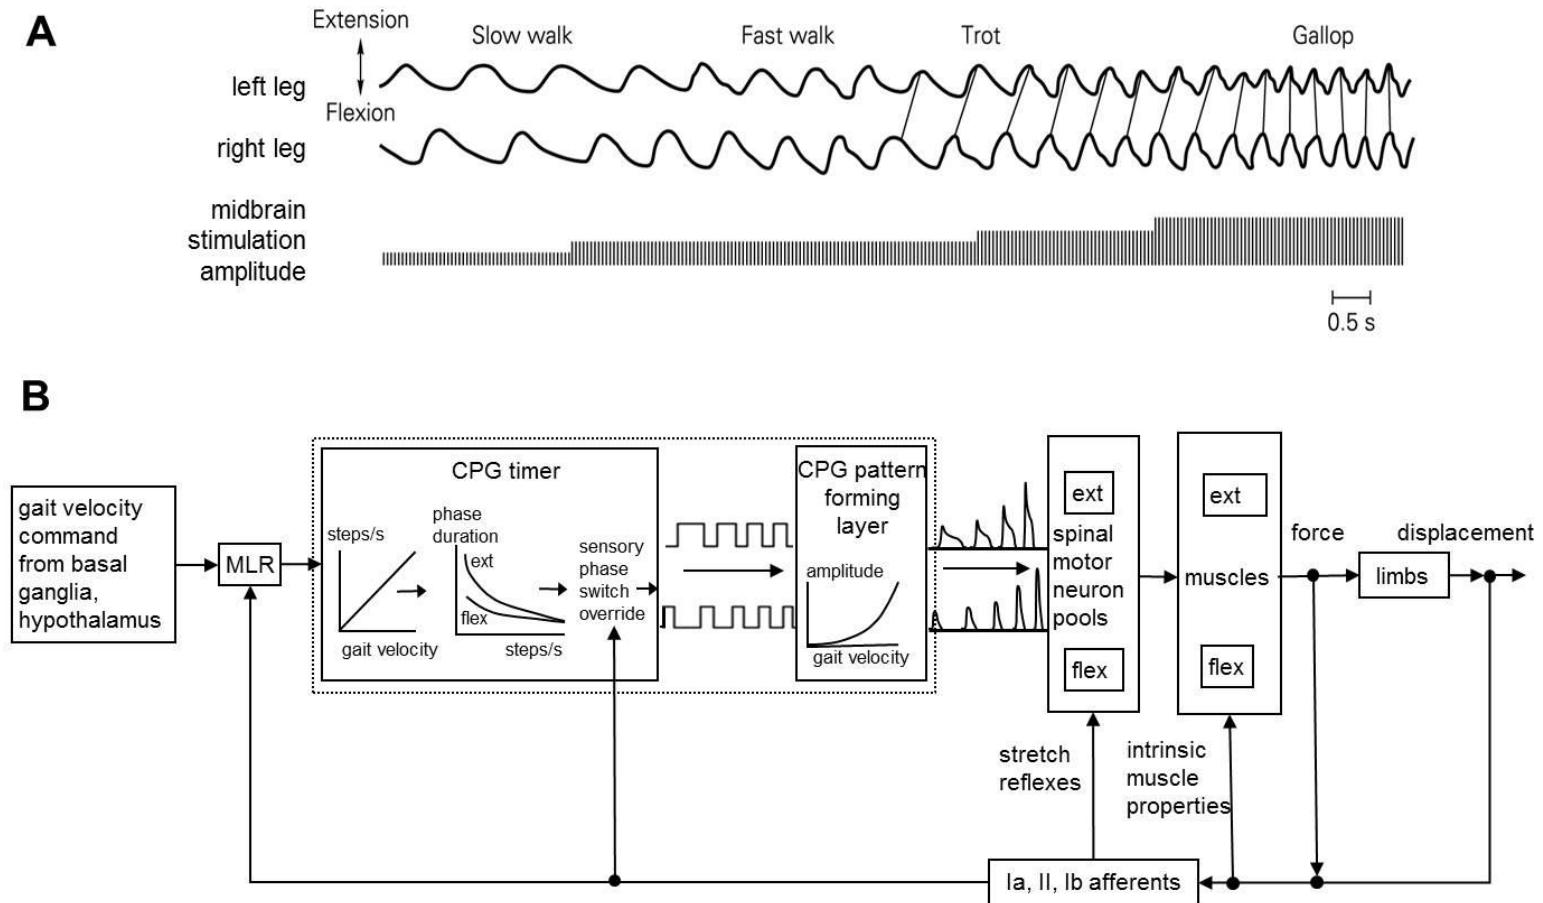 A
Extension
Slow walk
Fast walk
Trot
Gallop
left leg
Flexion
right leg
midbrain
stimulation
amplitude
0.5 s
B
gait velocity
command
from basal
ganglia,
hypothalamus
MLR
CPG timer
steps/s
gait velocity
phase
duration
ext
flex
steps/s
sensory
phase
switch
override
CPG pattern
forming
layer
amplitude
gait velocity
ext
spinal
motor
neuron
pools
flex
ext
muscles
flex
force
displacement
limbs
stretch
reflexes
intrinsic
muscle
properties
Ia, II, Ib afferents